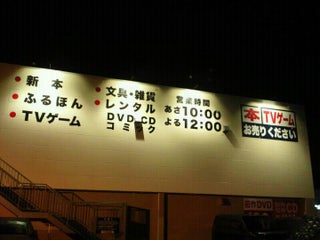 ・新本
・ふるほん
・TVゲーム
・文具・雑貨
・レンタル
DVD CD
コミック
営業時間
あさ10:00
よる12:00
本 TVゲーム
お売りください